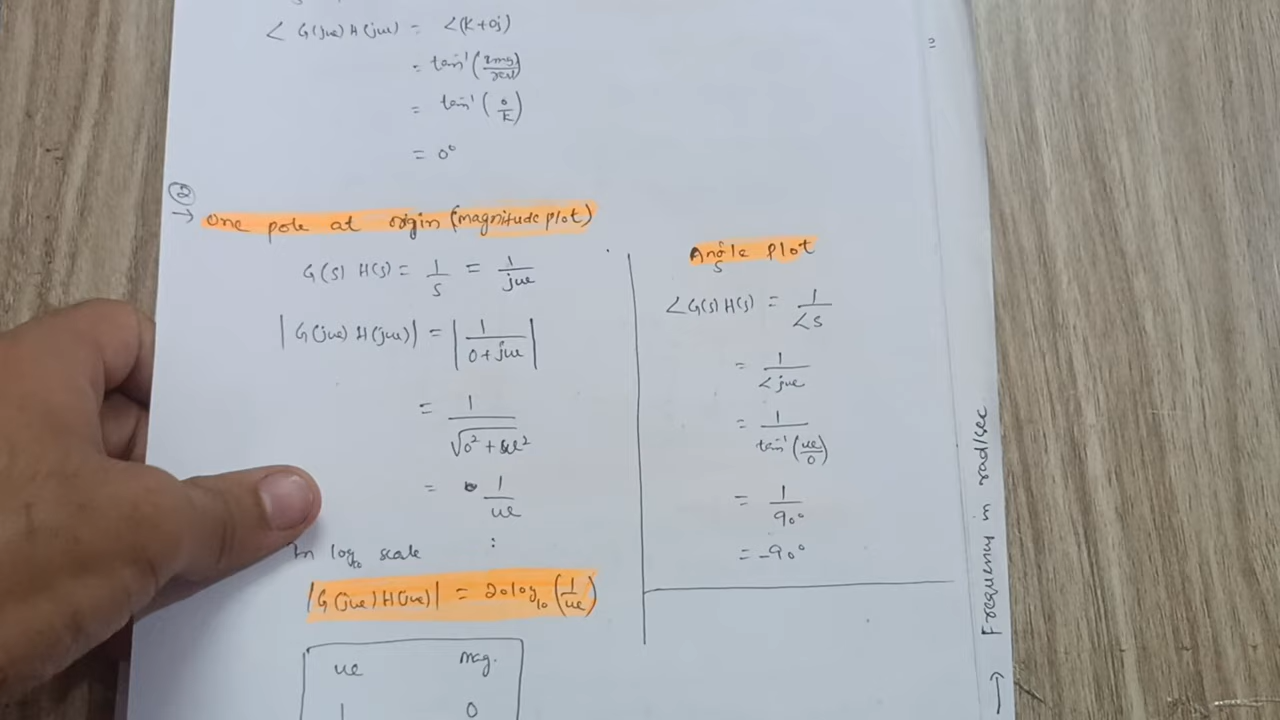 ∠ G(jω) H(jω) = ∠(K+0j)
= tan⁻¹(img/real)
= tan⁻¹(0/K)
= 0°
②
→ One pole at origin (magnitude plot)
G(s) H(s) = 1/s = 1/jω
|G(jω) H(jω)| = |1/(0+jω)|
= 1/√(0²+ω²)
= 1/ω
In log₁₀ scale :
|G(jω)H(jω)| = 20log₁₀(1/ω)
ω mag.
1 0
Angle Plot
∠G(s)H(s) = 1/∠s
= 1/∠jω
= 1/tan⁻¹(ω/0)
= 1/90°
= -90°
→ Frequency in rad/sec